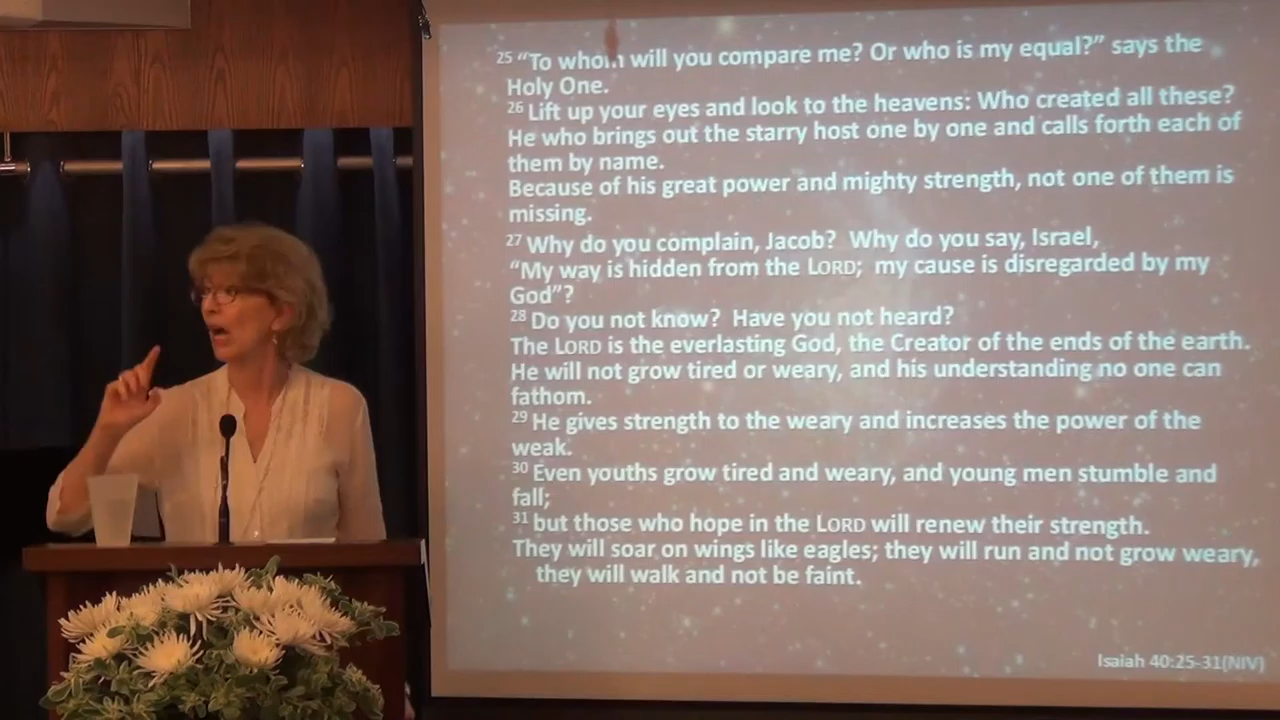 25 “To whom will you compare me? Or who is my equal?” says the
Holy One.
26 Lift up your eyes and look to the heavens: Who created all these?
He who brings out the starry host one by one and calls forth each of
them by name.
Because of his great power and mighty strength, not one of them is
missing.
27 Why do you complain, Jacob?  Why do you say, Israel,
“My way is hidden from the LORD;  my cause is disregarded by my
God”?
28 Do you not know?  Have you not heard?
The LORD is the everlasting God, the Creator of the ends of the earth.
He will not grow tired or weary, and his understanding no one can
fathom.
29 He gives strength to the weary and increases the power of the
weak.
30 Even youths grow tired and weary, and young men stumble and
fall;
31 but those who hope in the LORD will renew their strength.
They will soar on wings like eagles; they will run and not grow weary,
they will walk and not be faint.
Isaiah 40:25-31(NIV)